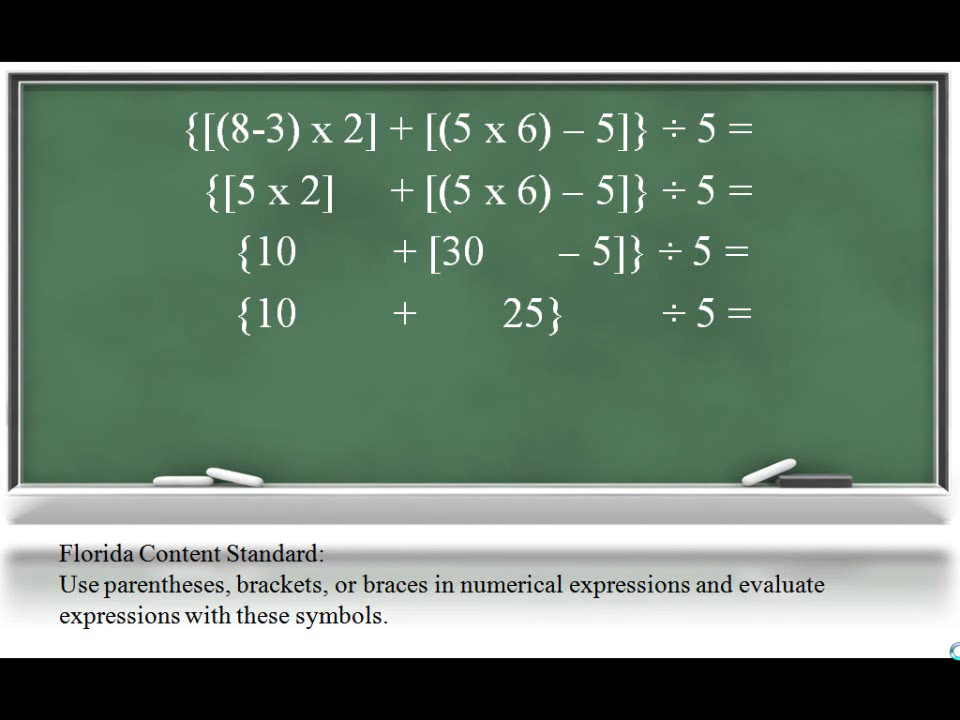 {[(8-3) x 2] + [(5 x 6) – 5]} ÷ 5 =
{[5 x 2] + [(5 x 6) – 5]} ÷ 5 =
{10 + [30 – 5]} ÷ 5 =
{10 + 25} ÷ 5 =
Florida Content Standard:
Use parentheses, brackets, or braces in numerical expressions and evaluate
expressions with these symbols.